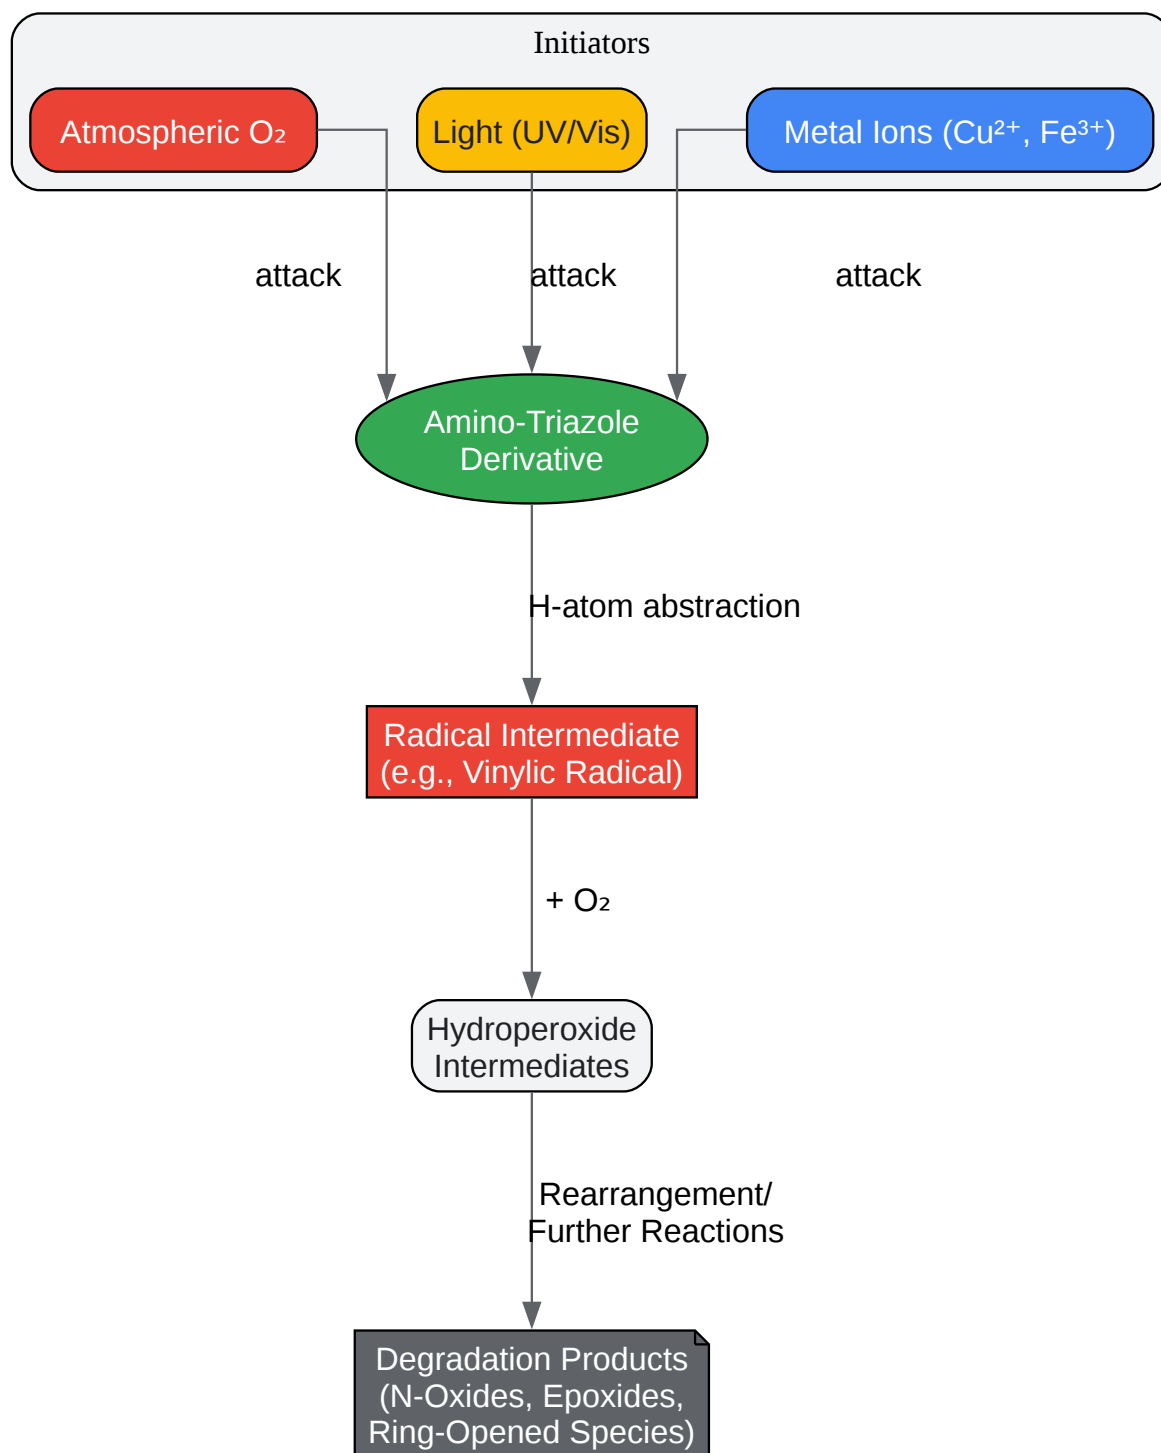 Initiators
Atmospheric O₂
Light (UV/Vis)
Metal Ions (Cu²⁺, Fe³⁺)
attack
attack
attack
Amino-Triazole
Derivative
H-atom abstraction
Radical Intermediate
(e.g., Vinylic Radical)
+ O₂
Hydroperoxide
Intermediates
Rearrangement/
Further Reactions
Degradation Products
(N-Oxides, Epoxides,
Ring-Opened Species)